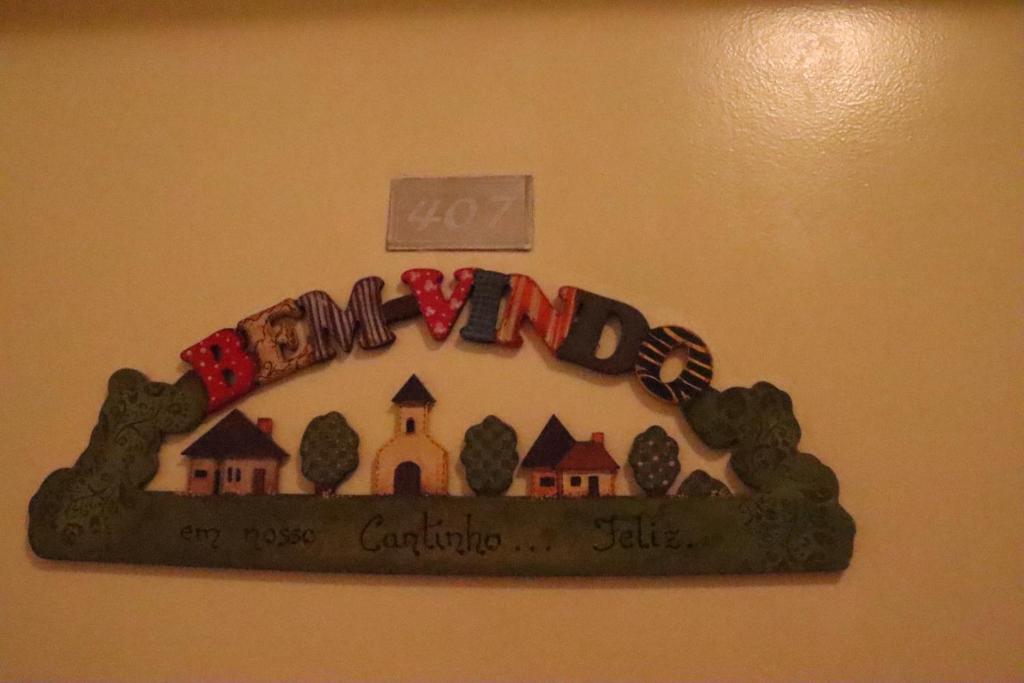 407
BEM VINDO
em nosso Cantinho... Feliz.